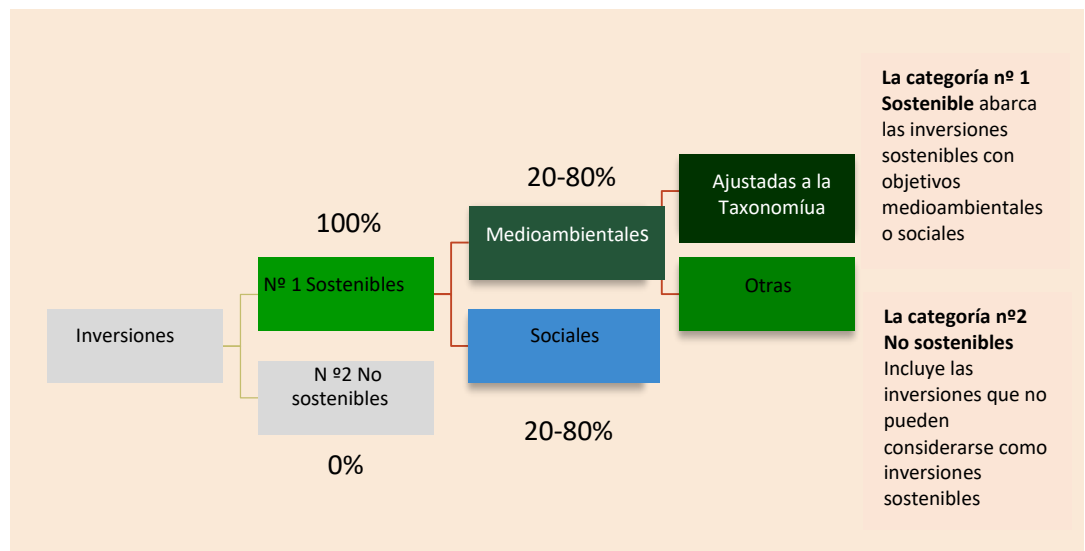 Inversiones
100%
Nº 1 Sostenibles
N º2 No
sostenibles
0%
20-80%
Medioambientales
Sociales
20-80%
Ajustadas a la
Taxonomíua
Otras
La categoría nº 1
Sostenible abarca
las inversiones
sostenibles con
objetivos
medioambientales
o sociales
La categoría nº2
No sostenibles
Incluye las
inversiones que no
pueden
considerarse como
inversiones
sostenibles